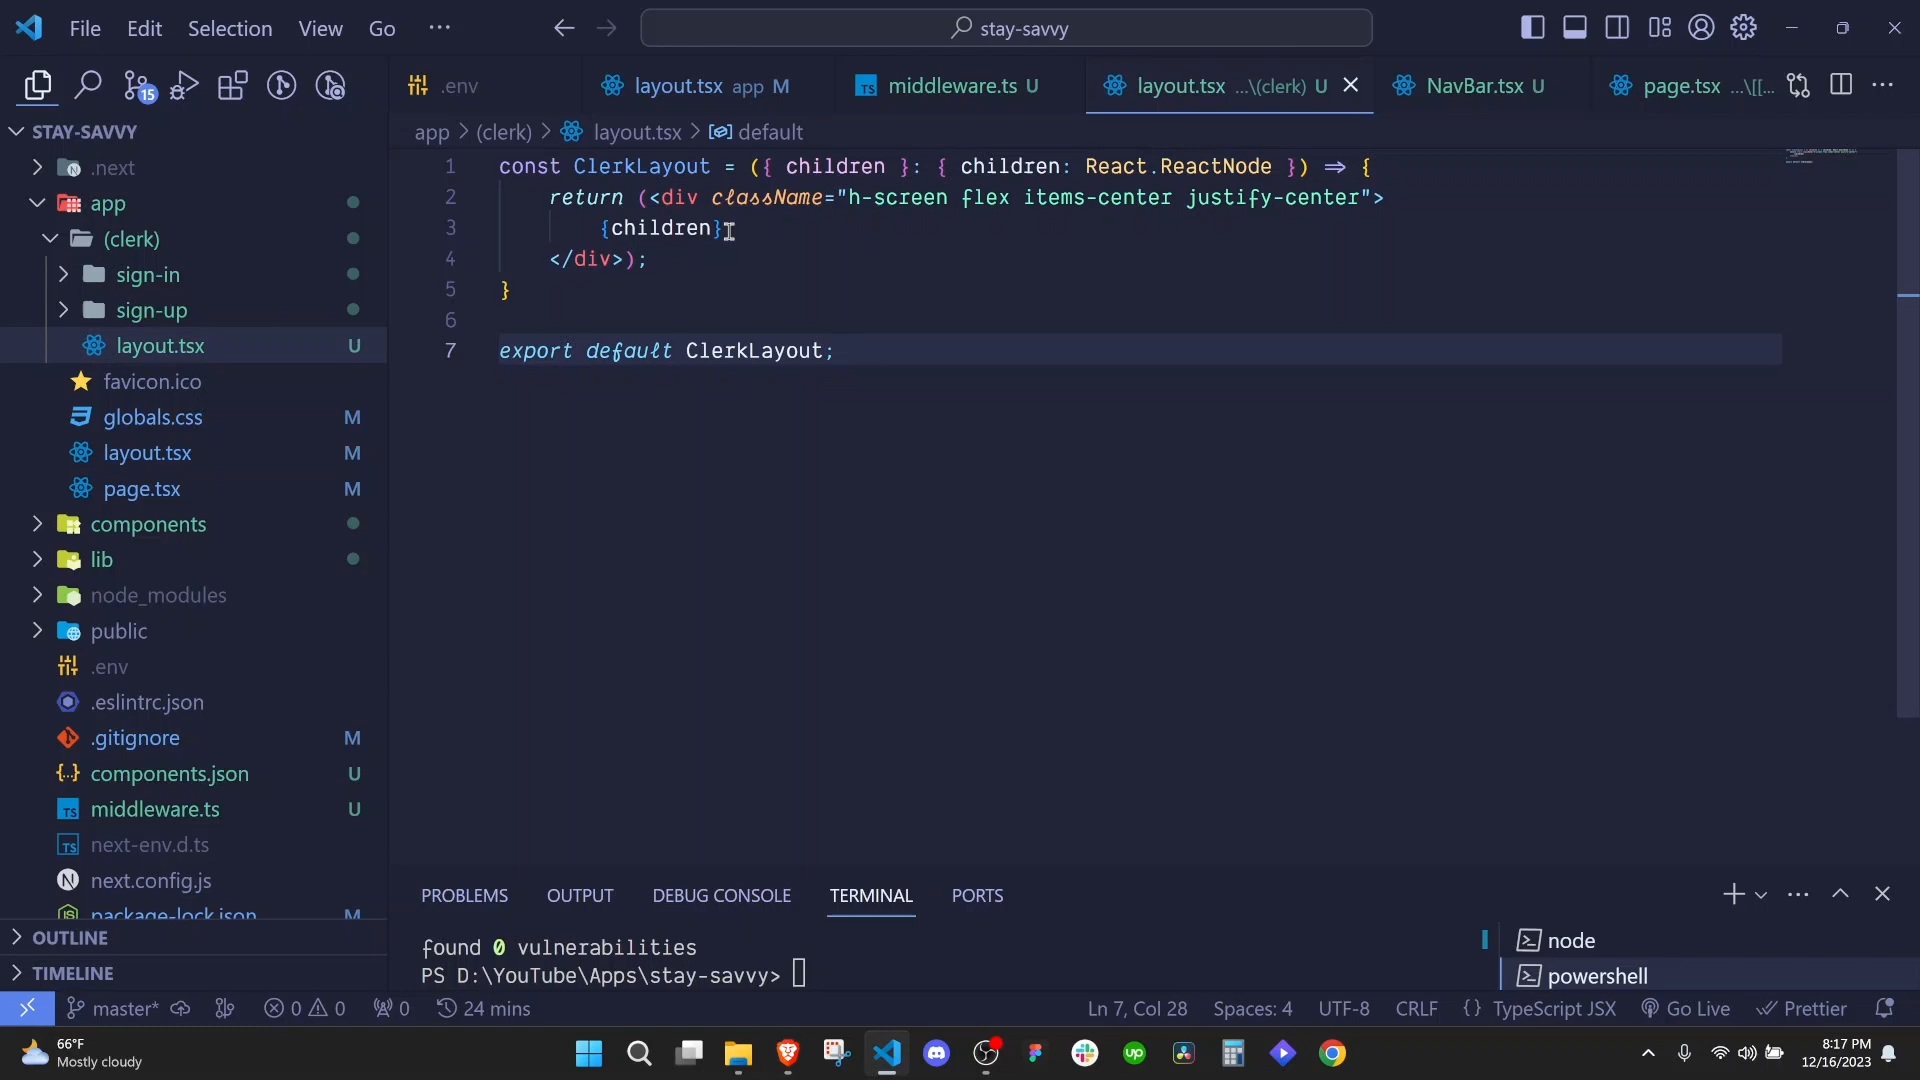 File Edit Selection View Go ··· stay-savvy
15 .env layout.tsx app M middleware.ts U layout.tsx ...\(clerk) U NavBar.tsx U page.tsx ...\[[...
STAY-SAVVY
app > (clerk) > layout.tsx > default
.next
app
(clerk)
sign-in
sign-up
layout.tsx U
favicon.ico
globals.css M
layout.tsx M
page.tsx M
components
lib
node_modules
public
.env
.eslintrc.json
.gitignore M
components.json U
middleware.ts U
next-env.d.ts
next.config.js
package-lock.json M
OUTLINE
TIMELINE
1 const ClerkLayout = ({ children }: { children: React.ReactNode }) => {
2 return (<div className="h-screen flex items-center justify-center">
3 {children}
4 </div>);
5 }
6
7 export default ClerkLayout;
PROBLEMS OUTPUT DEBUG CONSOLE TERMINAL PORTS
found 0 vulnerabilities
PS D:\YouTube\Apps\stay-savvy>
node
powershell
master* 0 0 0 24 mins Ln 7, Col 28 Spaces: 4 UTF-8 CRLF {} TypeScript JSX Go Live Prettier
66°F
Mostly cloudy
up
8:17 PM
12/16/2023